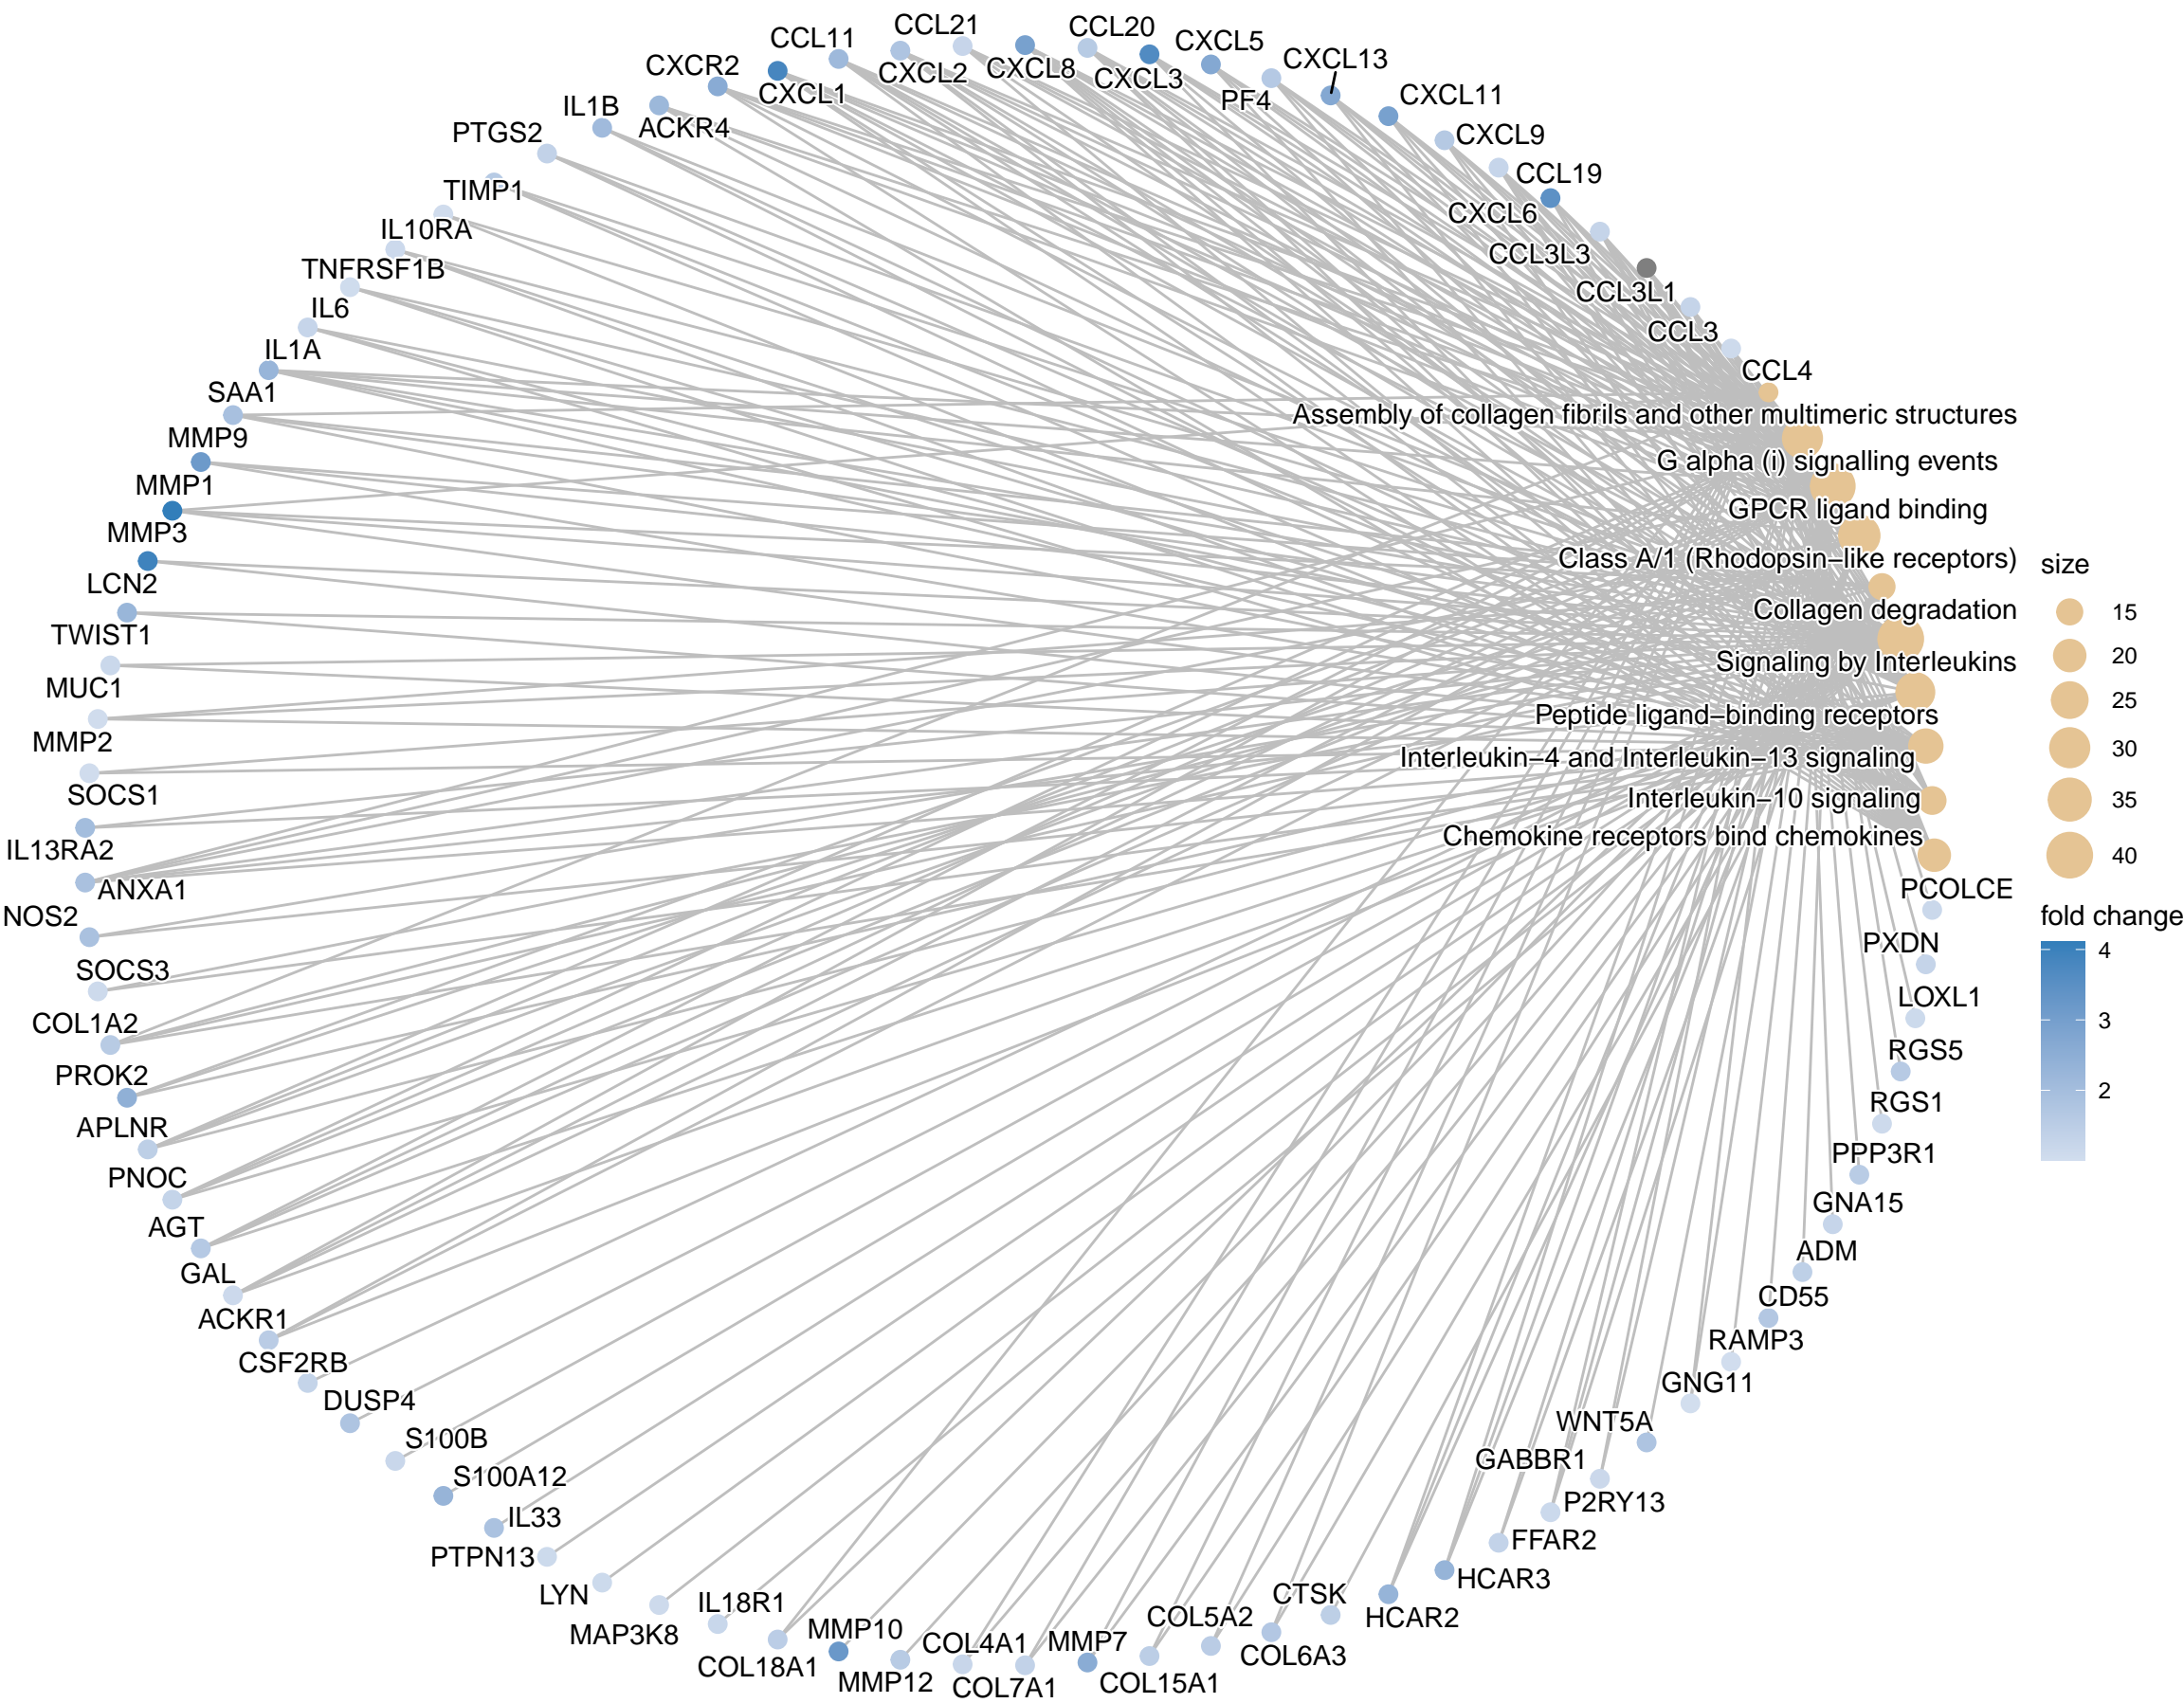 CCL21
CCL20
CCL11
CXCL5
CXCL13
CXCR2
CXCL2
CXCL8
CXCL3
CXCL1
PF4
CXCL11
IL1B
ACKR4
PTGS2
CXCL9
CCL19
TIMP1
CXCL6
IL10RA
CCL3L3
TNFRSF1B
CCL3L1
IL6
CCL3
IL1A
CCL4
SAA1
Assembly of collagen fibrils and other multimeric structures
MMP9
G alpha (i) signalling events
MMP1
GPCR ligand binding
MMP3
Class A/1 (Rhodopsin–like receptors)
LCN2
Collagen degradation
TWIST1
Signaling by Interleukins
MUC1
Peptide ligand–binding receptors
MMP2
Interleukin–4 and Interleukin–13 signaling
SOCS1
Interleukin–10 signaling
Chemokine receptors bind chemokines
IL13RA2
ANXA1
PCOLCE
NOS2
PXDN
SOCS3
LOXL1
COL1A2
RGS5
PROK2
RGS1
APLNR
PPP3R1
PNOC
GNA15
AGT
ADM
GAL
CD55
ACKR1
RAMP3
CSF2RB
GNG11
DUSP4
WNT5A
S100B
GABBR1
S100A12
P2RY13
IL33
FFAR2
PTPN13
HCAR3
LYN
CTSK
IL18R1
HCAR2
COL5A2
MMP10
MAP3K8
COL4A1
MMP7
COL6A3
COL18A1
MMP12
COL7A1
COL15A1
size
15
20
25
30
35
40
fold change
4
3
2